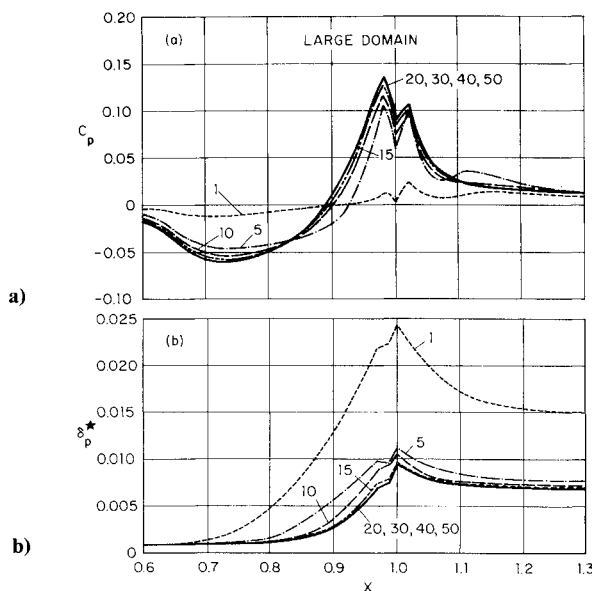 (a)
LARGE DOMAIN
0.20
0.15
0.10
0.05
0
-0.05
-0.10
C_p
20, 30, 40, 50
15
1
10
5
a)
(b)
0.025
0.020
0.015
0.010
0.005
0
δ_p^★
1
5
15
10
20, 30, 40, 50
b)
0.6 0.7 0.8 0.9 1.0 1.1 1.2 1.3
X